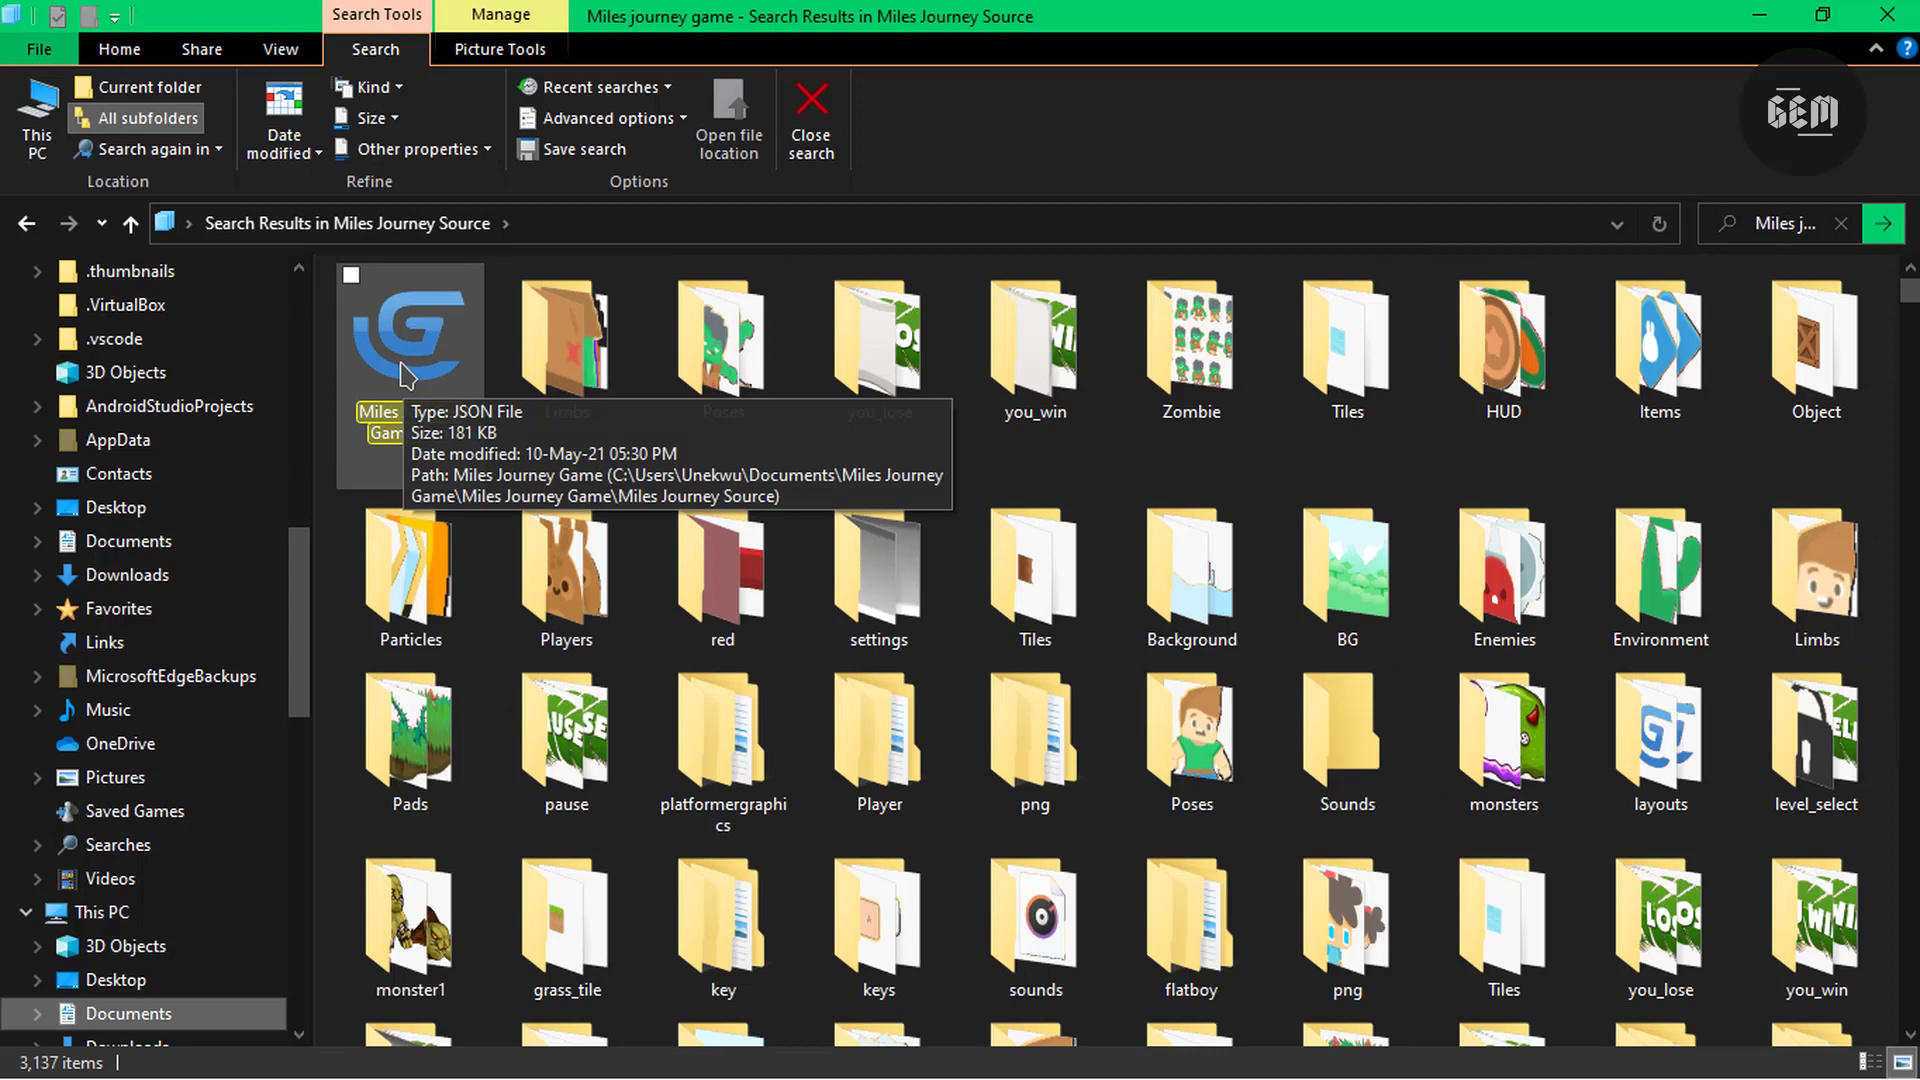 Search Tools
Manage
Miles journey game - Search Results in Miles Journey Source
File
Home
Share
View
Search
Picture Tools
?
This PC
Current folder
All subfolders
Search again in
Location
Date modified
Kind
Size
Other properties
Refine
Recent searches
Advanced options
Save search
Options
Open file location
Close search
GEM
Search Results in Miles Journey Source
Miles j...
.thumbnails
.VirtualBox
.vscode
3D Objects
AndroidStudioProjects
AppData
Contacts
Desktop
Documents
Downloads
Favorites
Links
MicrosoftEdgeBackups
Music
OneDrive
Pictures
Saved Games
Searches
Videos
This PC
3D Objects
Desktop
Documents
Miles
Gam
Type: JSON File
Size: 181 KB
Date modified: 10-May-21 05:30 PM
Path: Miles Journey Game (C:\Users\Unekwu\Documents\Miles Journey
Game\Miles Journey Game\Miles Journey Source)
Limbs
Poses
you_lose
you_win
Zombie
Tiles
HUD
Items
Object
Particles
Players
red
settings
Tiles
Background
BG
Enemies
Environment
Limbs
Pads
pause
platformergraphi
cs
Player
png
Poses
Sounds
monsters
layouts
level_select
monster1
grass_tile
key
keys
sounds
flatboy
png
Tiles
you_lose
you_win
3,137 items